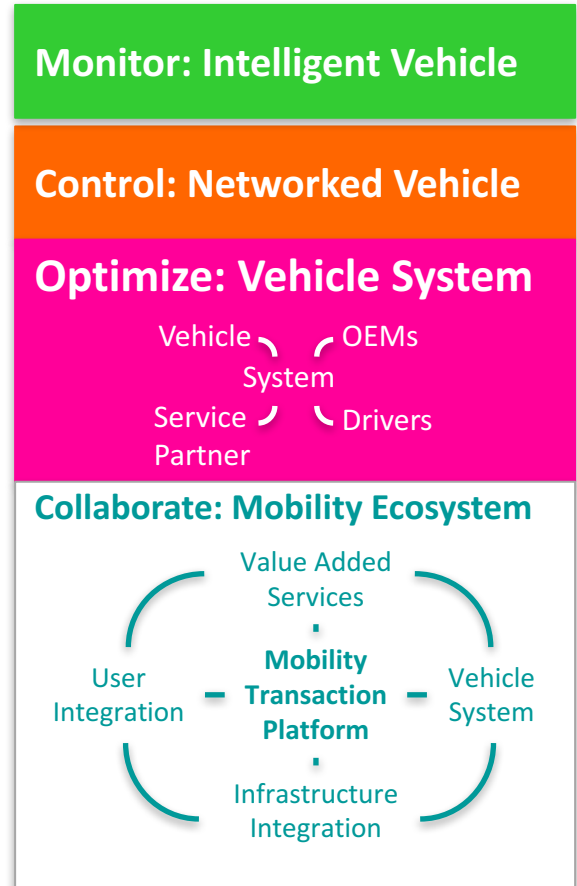 Monitor: Intelligent Vehicle
Control: Networked Vehicle
Optimize: Vehicle System
Vehicle
OEMs
System
Service
Partner
Drivers
Collaborate: Mobility Ecosystem
Value Added
Services
User
Integration
Mobility
Transaction
Platform
Vehicle
System
Infrastructure
Integration